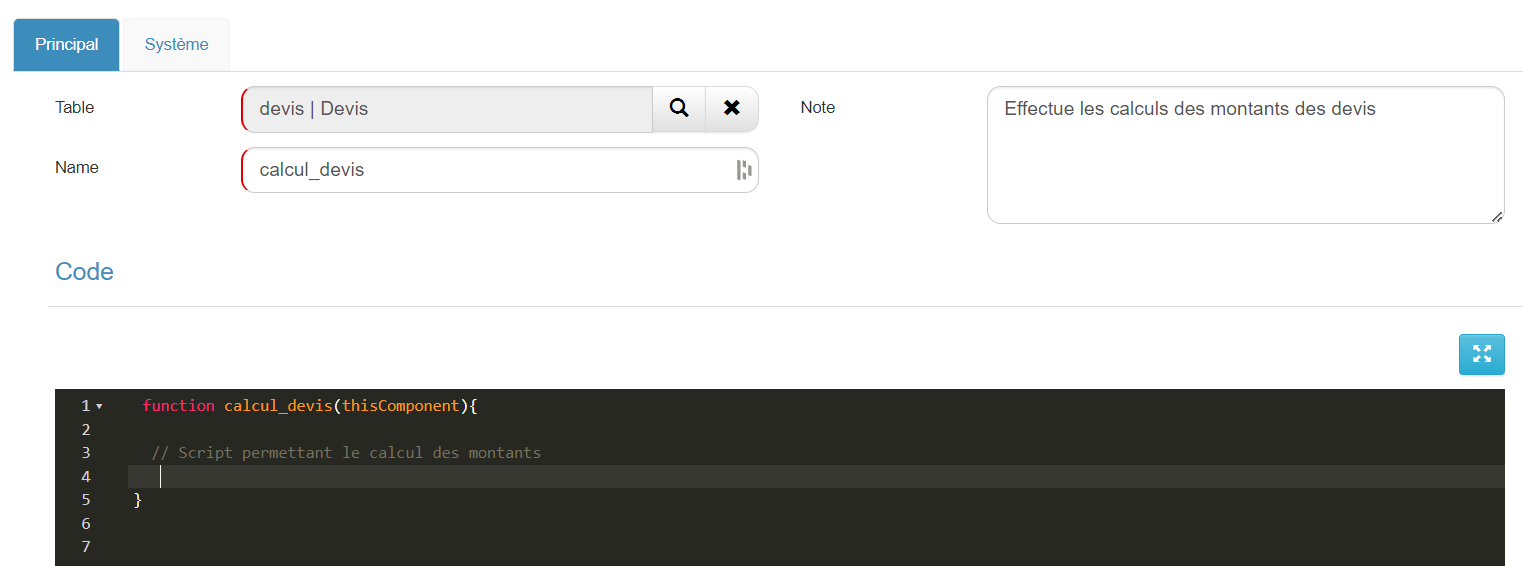 Principal Système
Table devis | Devis
Note Effectue les calculs des montants des devis
Name calcul_devis
Code
1 function calcul_devis(thisComponent){
2
3 // Script permettant le calcul des montants
4
5 }
6
7